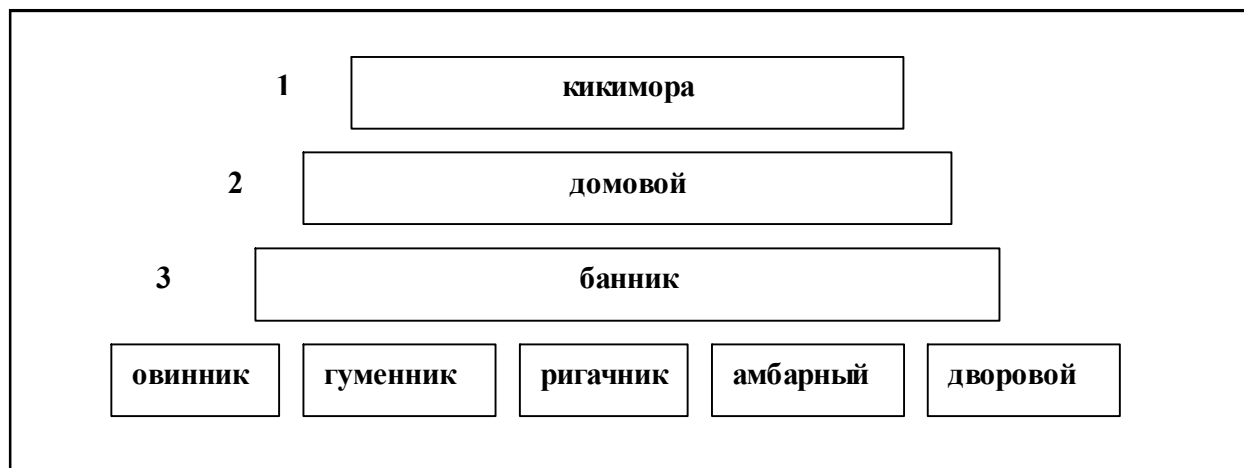 1 кикимора
2 домовой
3 банник
овинник гуменник ригачник амбарный дворовой